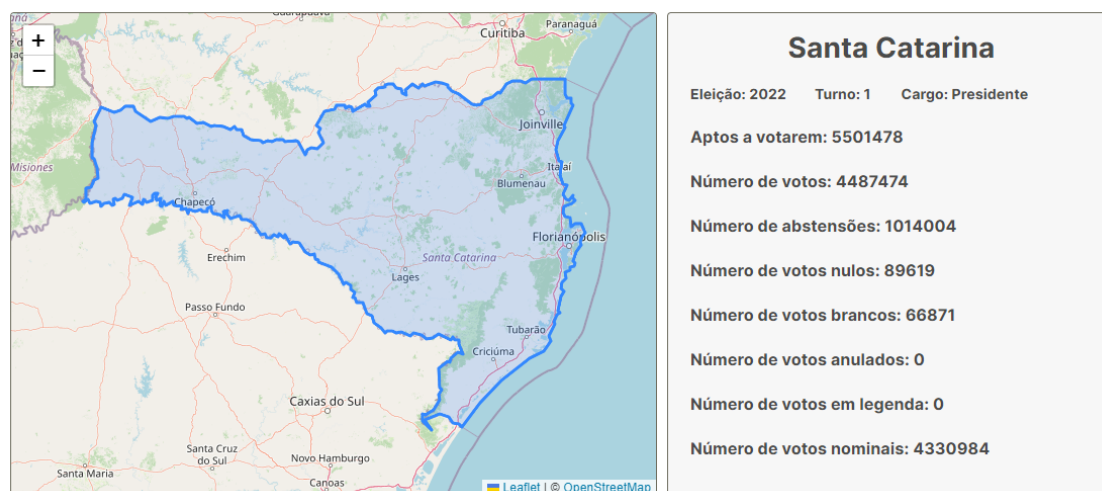 Guarapuava
Curitiba
Paranaguá
+
−
Joinville
Misiones
Itajaí
Blumenau
Chapecó
Florianópolis
Erechim
Santa Catarina
Lages
Passo Fundo
Tubarão
Criciúma
Caxias do Sul
Santa Cruz
do Sul
Novo Hamburgo
Santa Maria
Canoas
Leaflet | © OpenStreetMap
Santa Catarina
Eleição: 2022 Turno: 1 Cargo: Presidente
Aptos a votarem: 5501478
Número de votos: 4487474
Número de abstensões: 1014004
Número de votos nulos: 89619
Número de votos brancos: 66871
Número de votos anulados: 0
Número de votos em legenda: 0
Número de votos nominais: 4330984